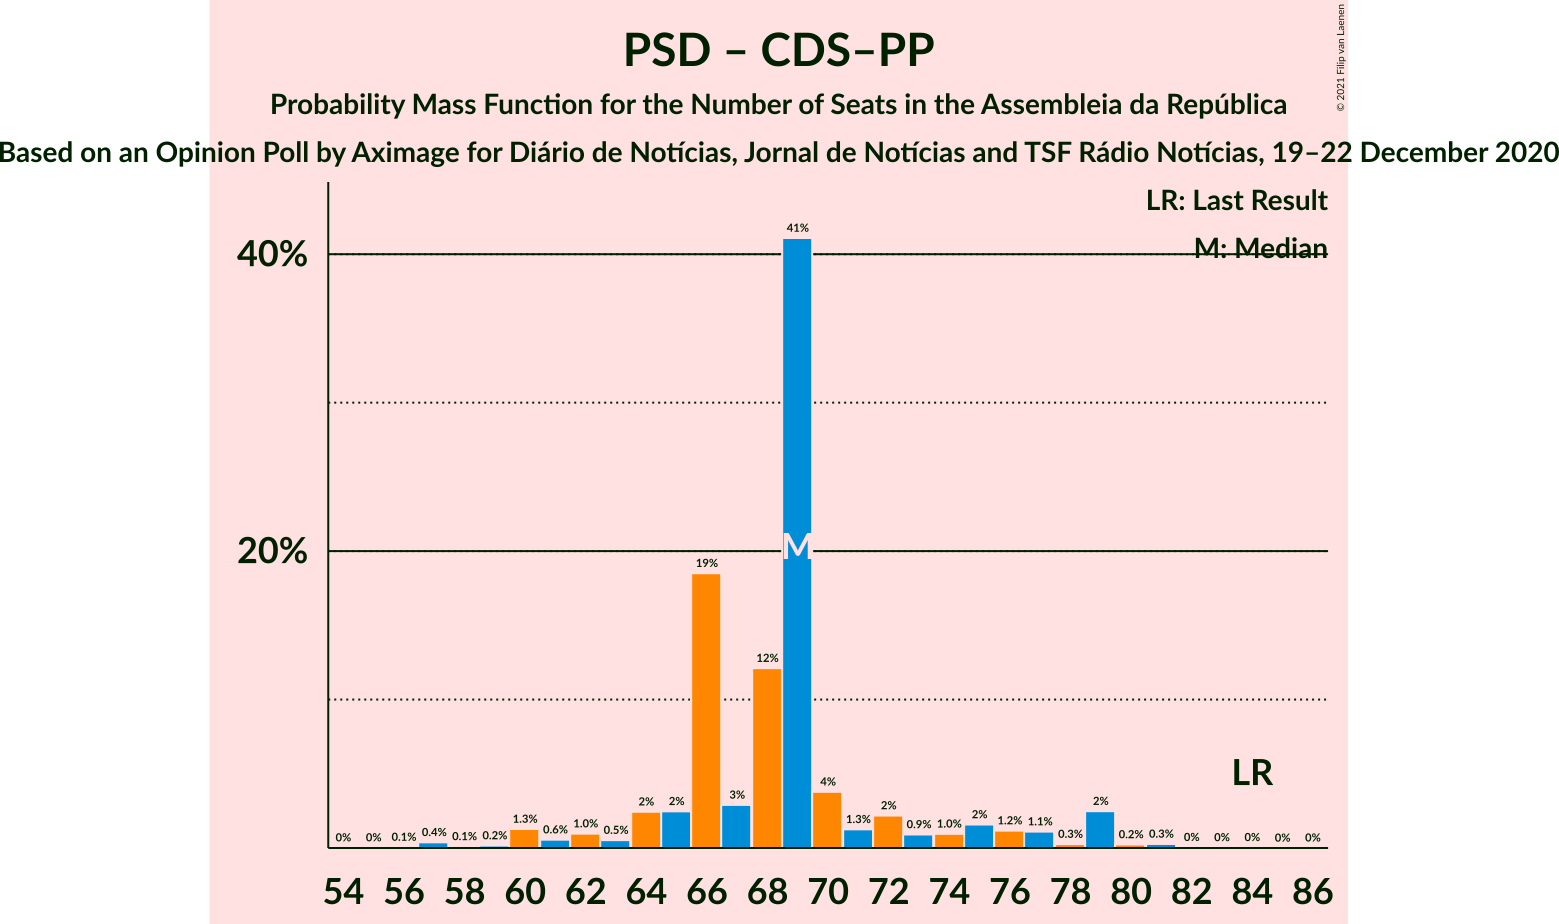 PSD – CDS–PP
Probability Mass Function for the Number of Seats in the Assembleia da República
Based on an Opinion Poll by Aximage for Diário de Notícias, Jornal de Notícias and TSF Rádio Notícias, 19–22 December 2020
© 2021 Filip van Laenen
LR: Last Result
M: Median
40%
20%
41%
M
19%
12%
LR
0% 0% 0.1% 0.4% 0.1% 0.2% 1.3% 0.6% 1.0% 0.5% 2% 2% 3% 4% 1.3% 2% 0.9% 1.0% 2% 1.2% 1.1% 0.3% 2% 0.2% 0.3% 0% 0% 0% 0% 0%
54 56 58 60 62 64 66 68 70 72 74 76 78 80 82 84 86